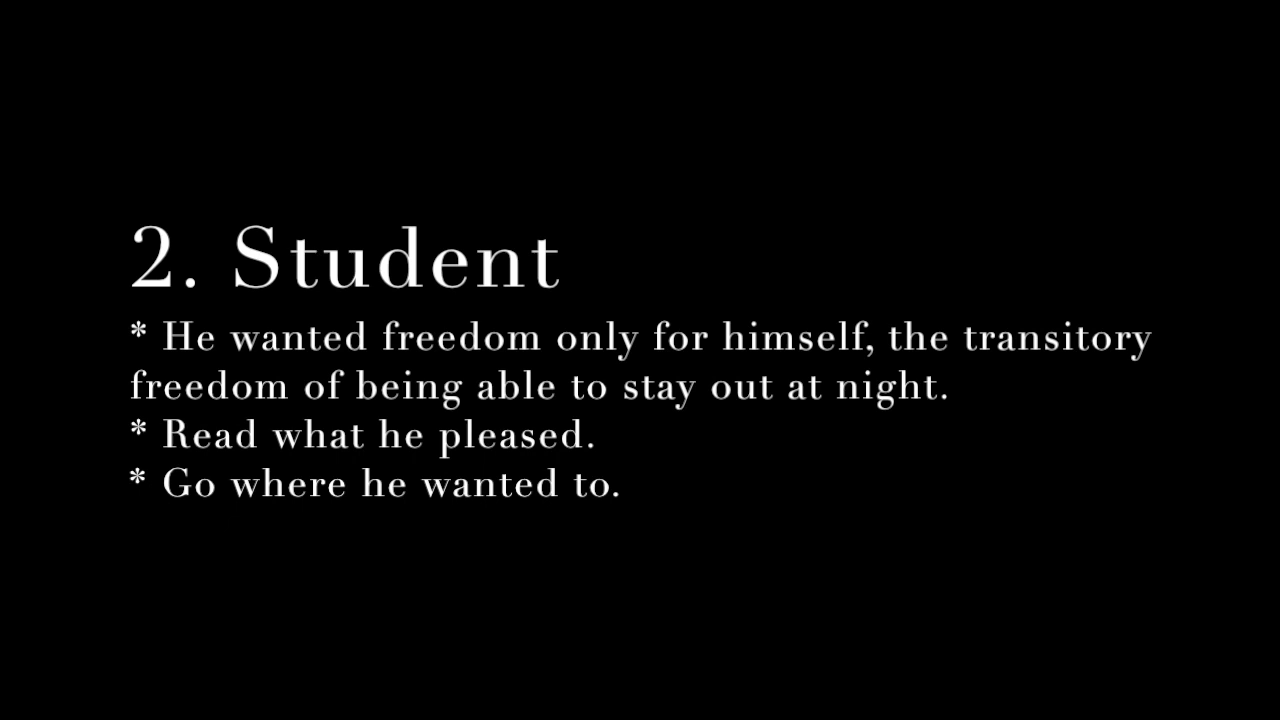 2. Student
* He wanted freedom only for himself, the transitory
freedom of being able to stay out at night.
* Read what he pleased.
* Go where he wanted to.